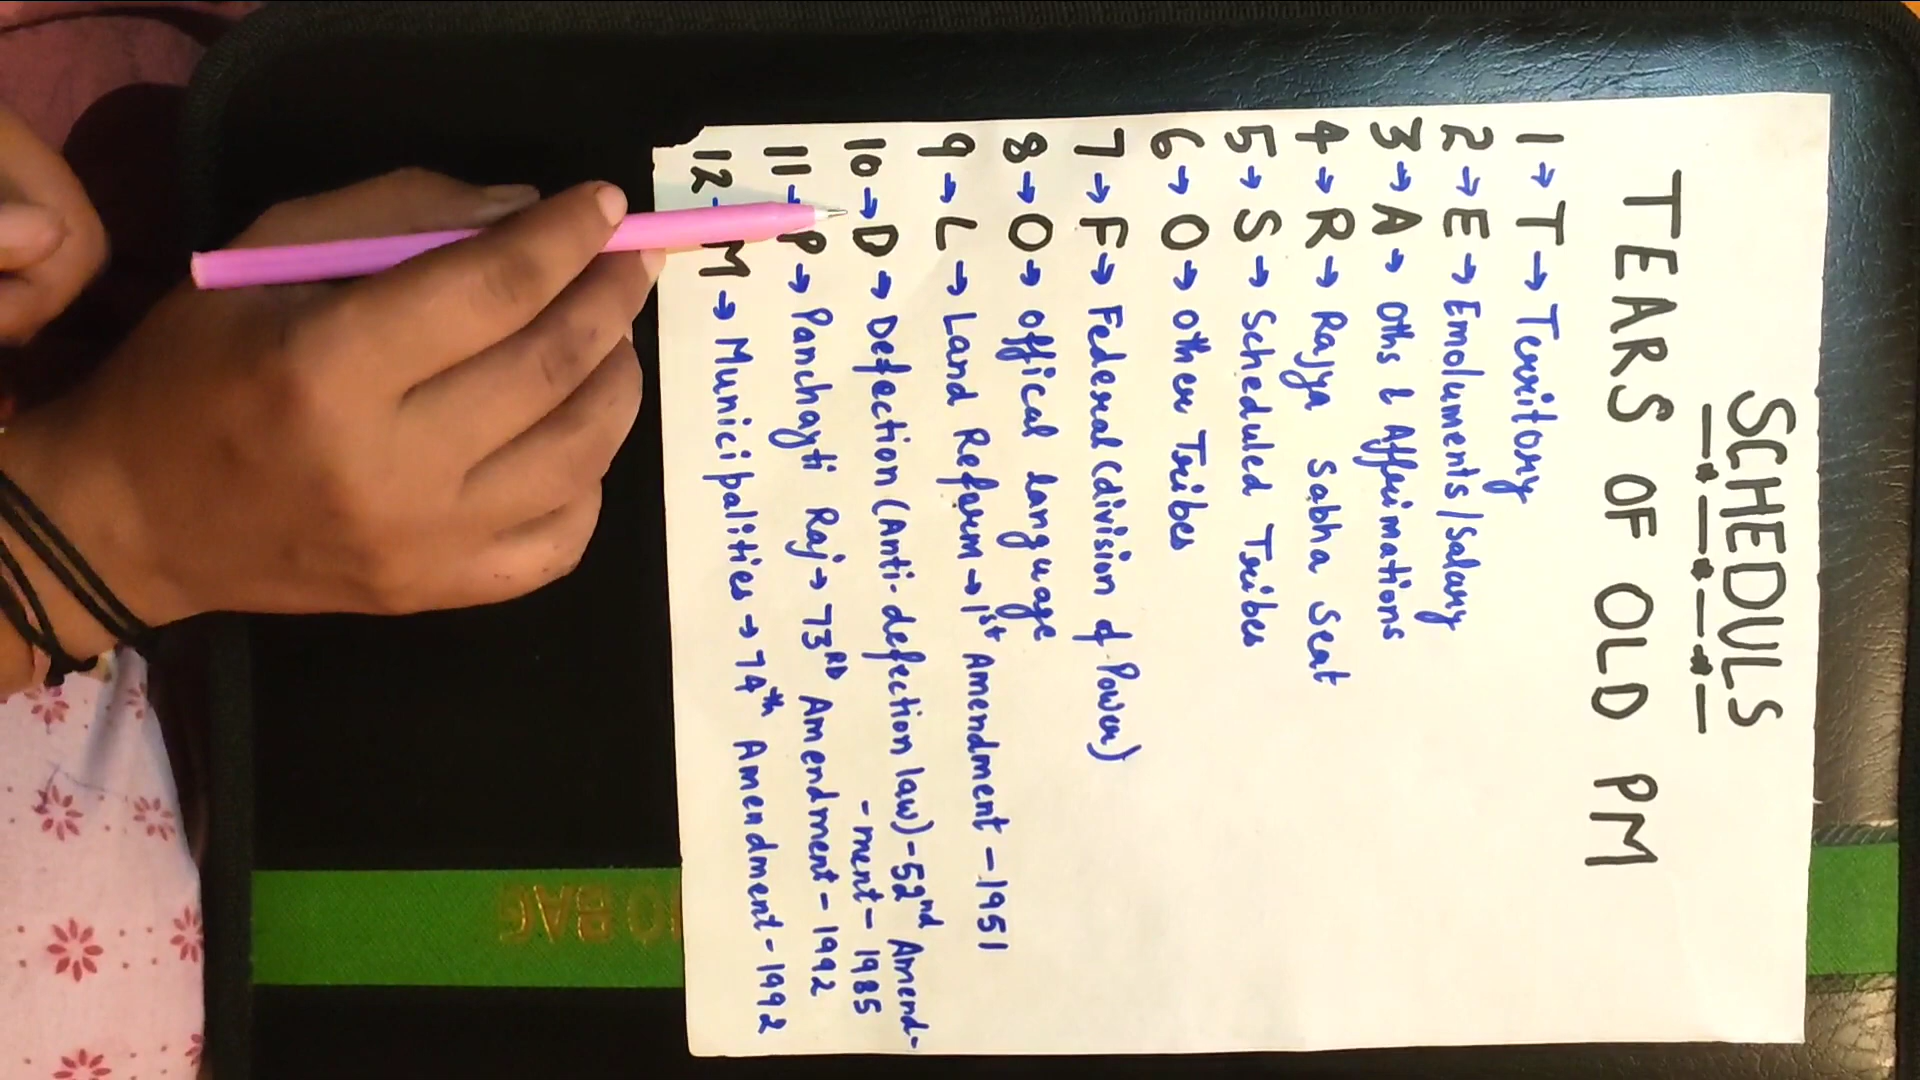 SCHEDULS
TEARS OF OLD PM
1 → T → Territory
2 → E → Emoluments/Salary
3 → A → Oths & Affirimations
4 → R → Rajya Sabha Seat
5 → S → Scheduled Tribes
6 → O → Other Tribes
7 → F → Federal (division of Power)
8 → O → Offical language
9 → L → Land Reform → 1st Amendment - 1951
10 → D → Defection (Anti-defection law) - 52nd Amend-
-ment - 1985
11 → P → Panchayti Raj → 73RD Amendment - 1992
12 → M → Municipalities → 74th Amendment - 1992
BAG